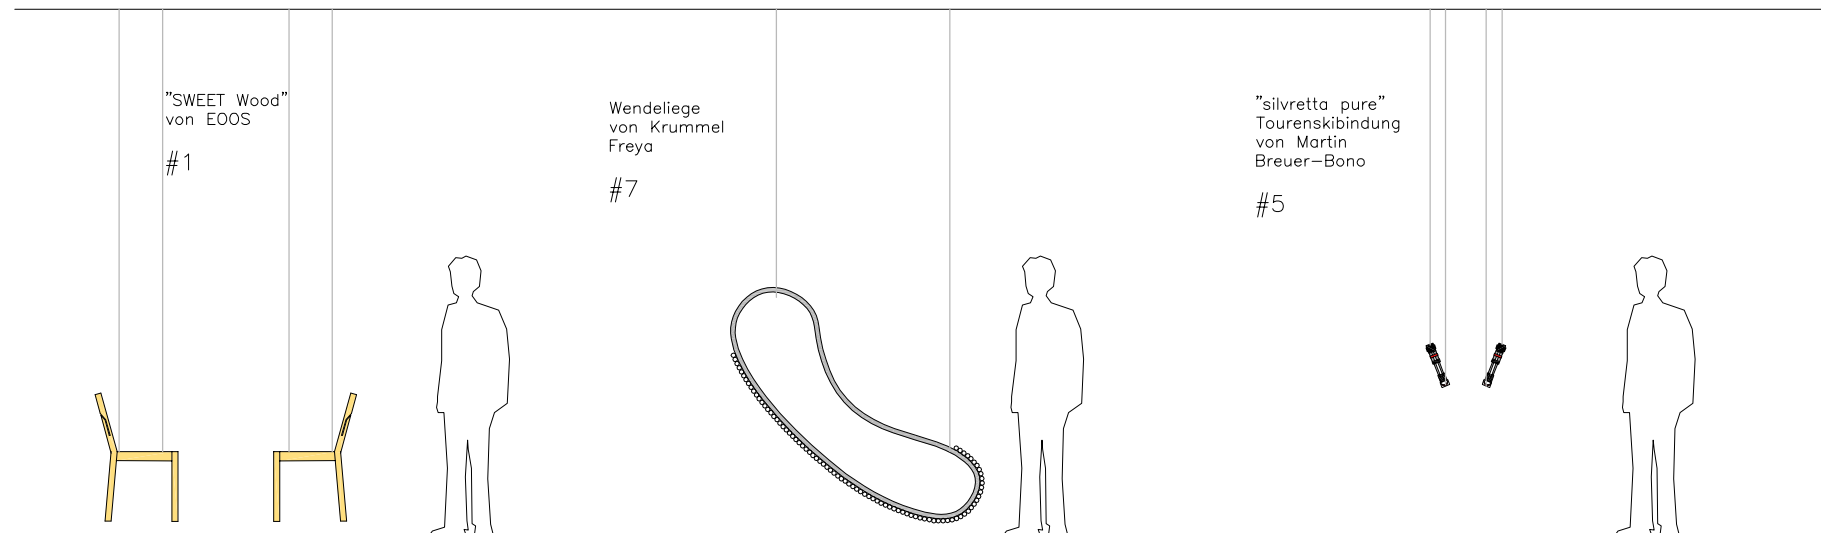 "SWEET Wood"
von EOOS
#1
Wendeliege
von Krummel
Freya
#7
"silvretta pure"
Tourenskibindung
von Martin
Breuer-Bono
#5